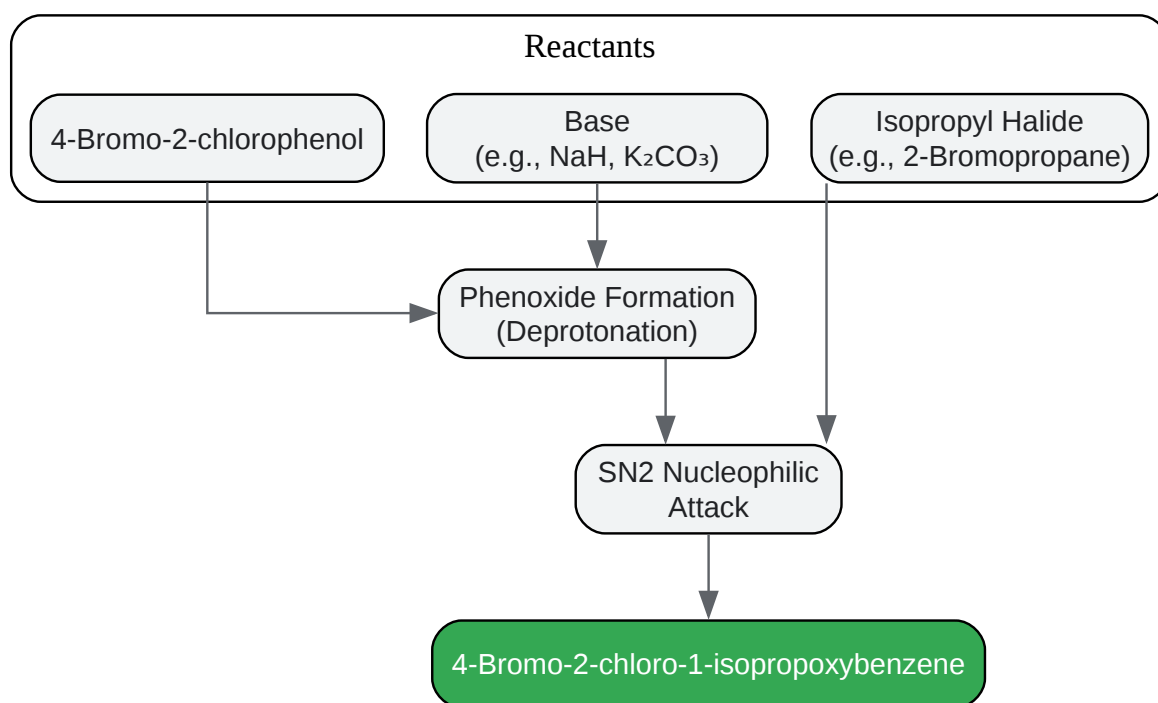 Reactants
4-Bromo-2-chlorophenol
Base
(e.g., NaH, K₂CO₃)
Isopropyl Halide
(e.g., 2-Bromopropane)
Phenoxide Formation
(Deprotonation)
SN2 Nucleophilic
Attack
4-Bromo-2-chloro-1-isopropoxybenzene